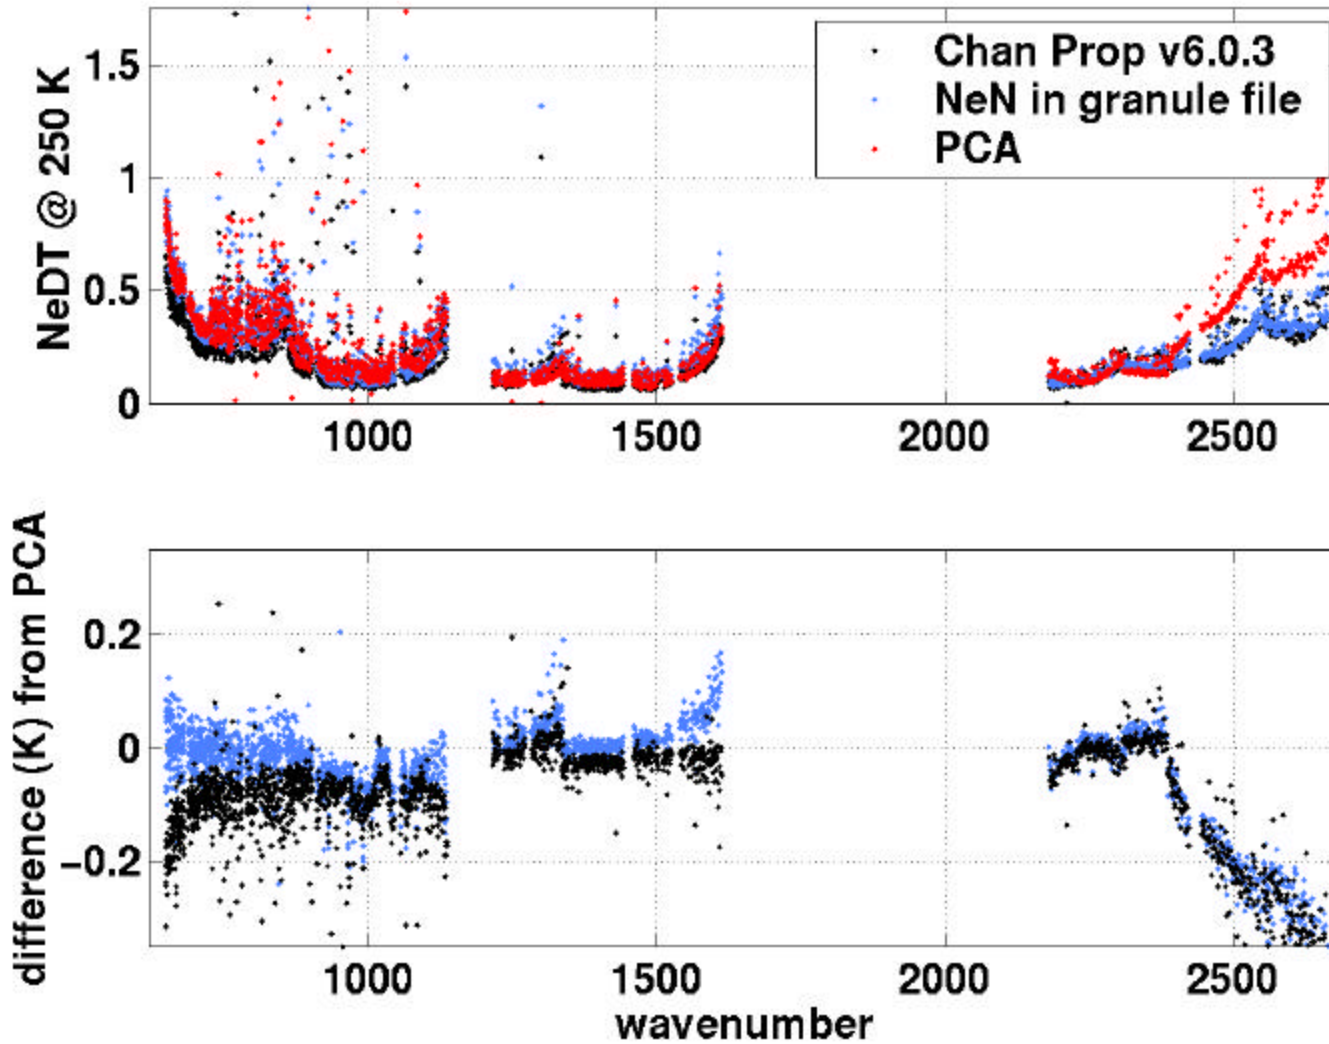 NeDT @ 250 K
1.5
1
0.5
0
Chan Prop v6.0.3
NeN in granule file
PCA
1000 1500 2000 2500
difference (K) from PCA
0.2
0
−0.2
1000 1500 2000 2500
wavenumber